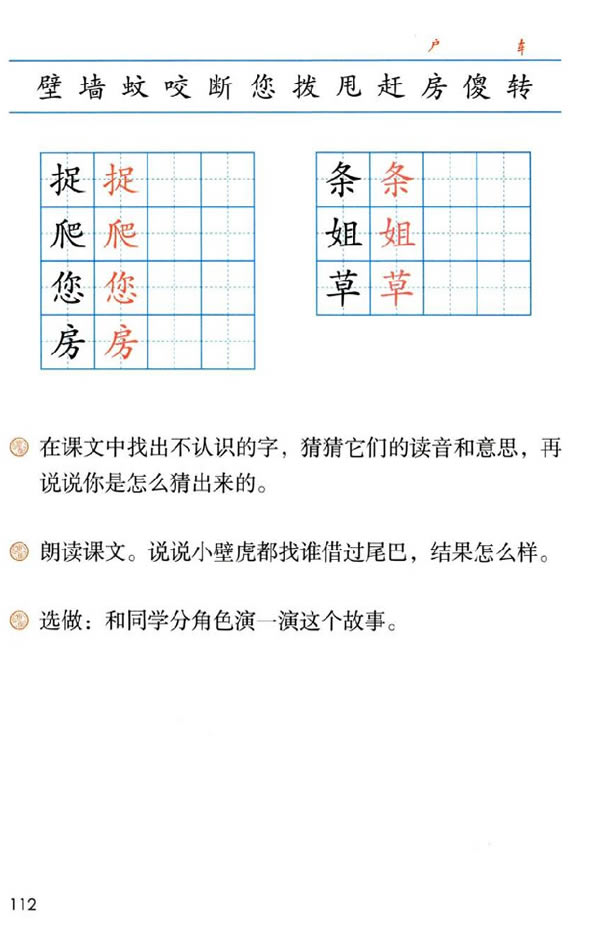 户 车
壁 墙 蚊 咬 断 您 拨 甩 赶 房 傻 转
捉 捉 条 条
爬 爬 姐 姐
您 您 草 草
房 房
在课文中找出不认识的字，猜猜它们的读音和意思，再
说说你是怎么猜出来的。
朗读课文。说说小壁虎都找谁借过尾巴，结果怎么样。
选做：和同学分角色演一演这个故事。
112